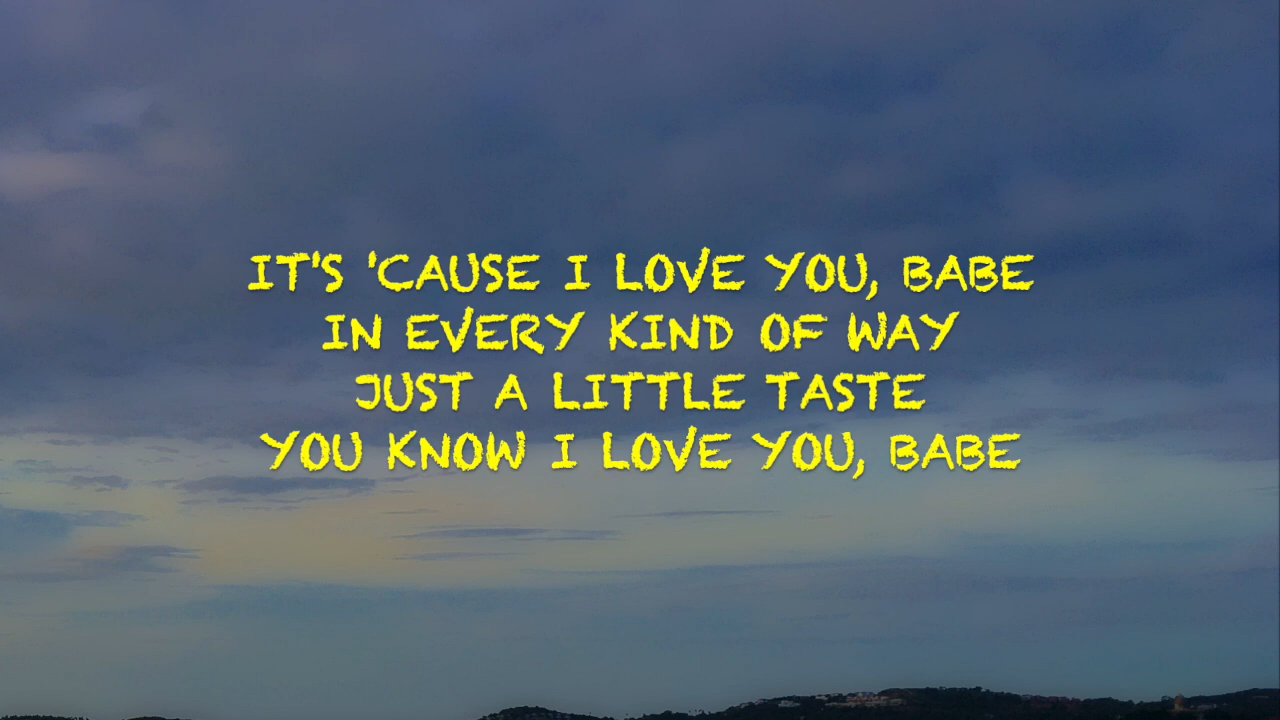 IT'S 'CAUSE I LOVE YOU, BABE
IN EVERY KIND OF WAY
JUST A LITTLE TASTE
YOU KNOW I LOVE YOU, BABE